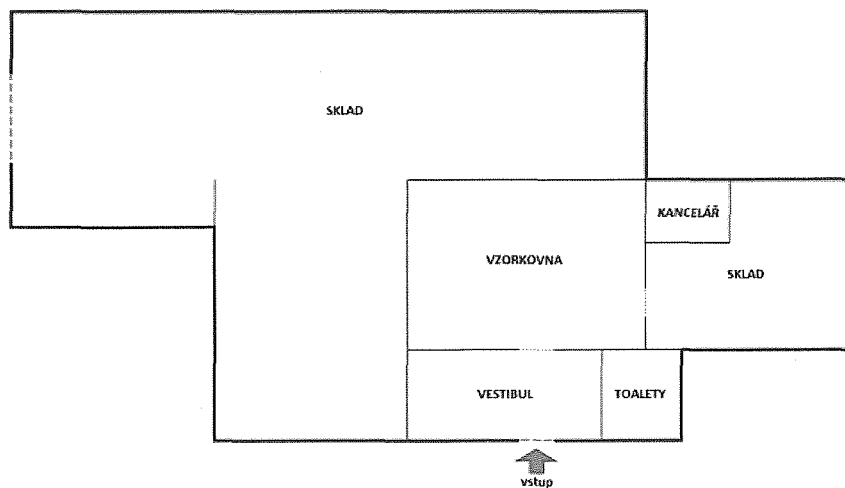 SKLAD
KANCELÁŘ
VZORKOVNA
SKLAD
VESTIBUL
TOALETY
vstup